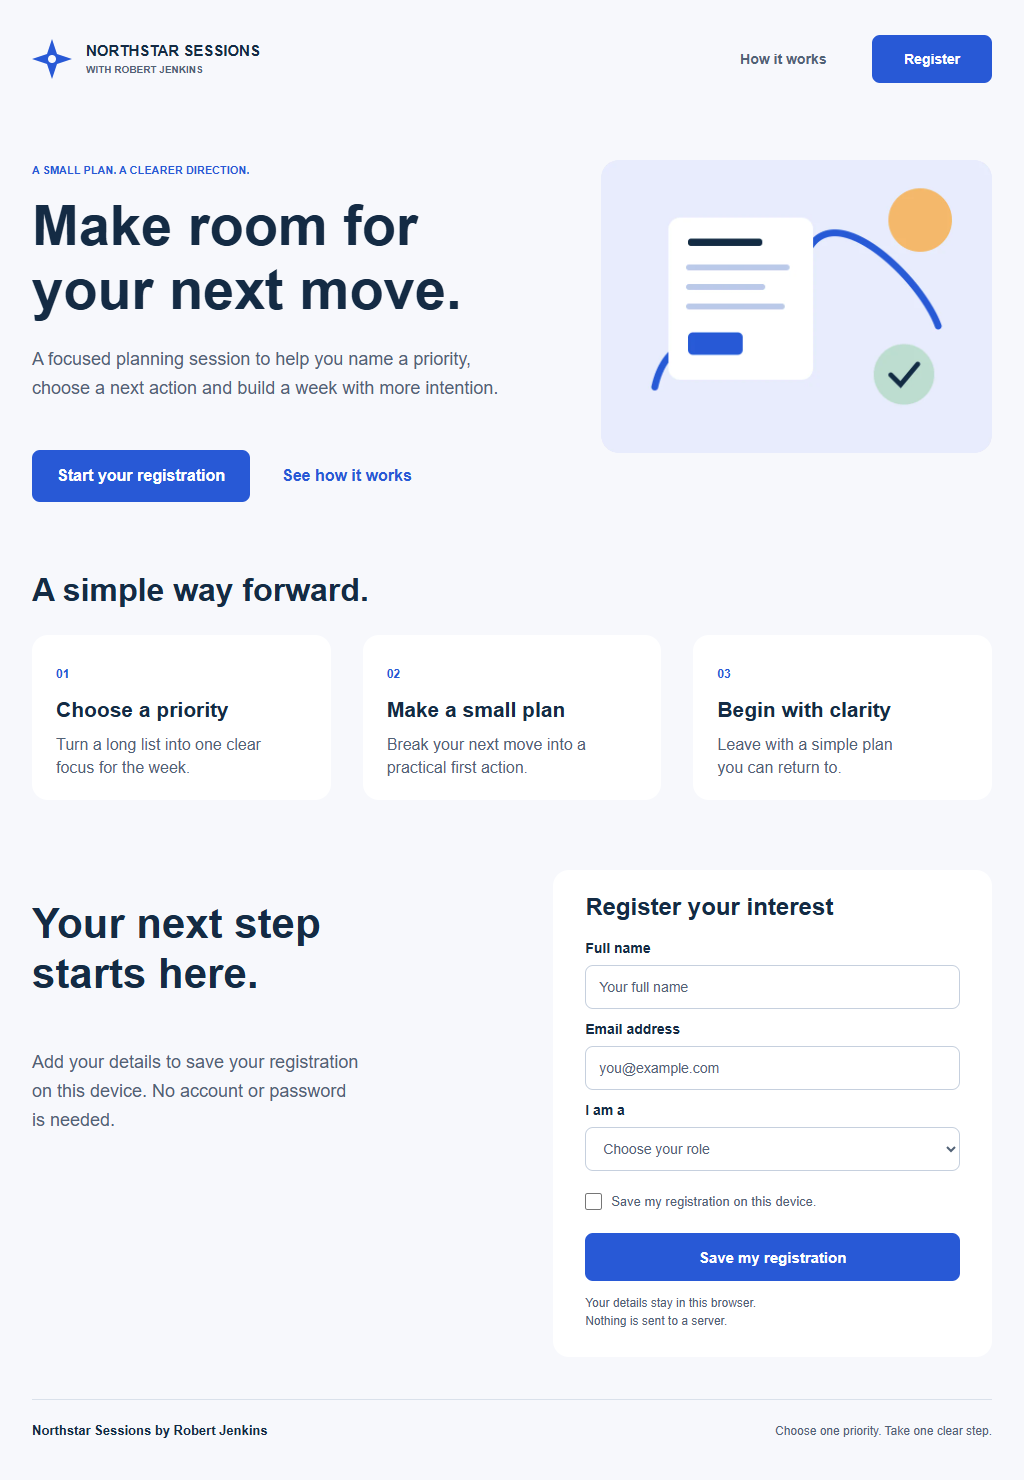 NORTHSTAR SESSIONS
WITH ROBERT JENKINS
How it works
Register
A SMALL PLAN. A CLEARER DIRECTION.
Make room for
your next move.
A focused planning session to help you name a priority,
choose a next action and build a week with more intention.
Start your registration
See how it works
A simple way forward.
01
Choose a priority
Turn a long list into one clear
focus for the week.
02
Make a small plan
Break your next move into a
practical first action.
03
Begin with clarity
Leave with a simple plan
you can return to.
Your next step
starts here.
Add your details to save your registration
on this device. No account or password
is needed.
Register your interest
Full name
Your full name
Email address
you@example.com
I am a
Choose your role
Save my registration on this device.
Save my registration
Your details stay in this browser.
Nothing is sent to a server.
Northstar Sessions by Robert Jenkins
Choose one priority. Take one clear step.